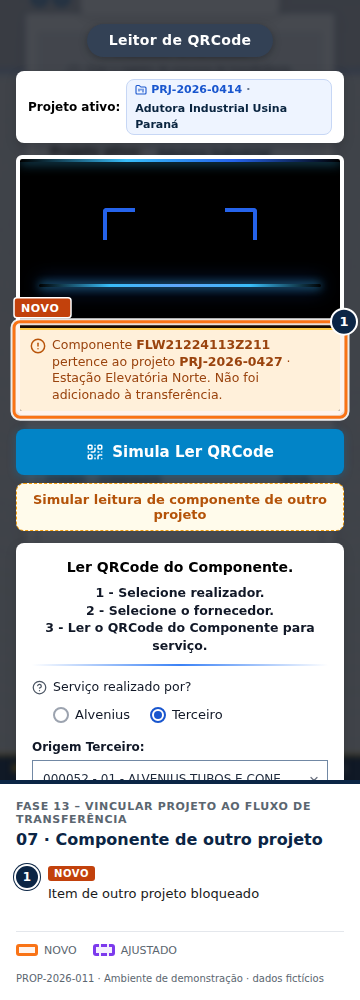 Leitor de QRCode
Projeto ativo:
PRJ-2026-0414 ·
Adutora Industrial Usina
Paraná
NOVO
1
Componente FLW21224113Z211
pertence ao projeto PRJ-2026-0427 ·
Estação Elevatória Norte. Não foi
adicionado à transferência.
Simula Ler QRCode
Simular leitura de componente de outro
projeto
Ler QRCode do Componente.
1 - Selecione realizador.
2 - Selecione o fornecedor.
3 - Ler o QRCode do Componente para
serviço.
Serviço realizado por?
Alvenius
Terceiro
Origem Terceiro:
000052 - 01 - ALVENIUS TUBOS E CONE
FASE 13 – VINCULAR PROJETO AO FLUXO DE
TRANSFERÊNCIA
07 · Componente de outro projeto
1
NOVO
Item de outro projeto bloqueado
NOVO
AJUSTADO
PROP-2026-011 · Ambiente de demonstração · dados fictícios